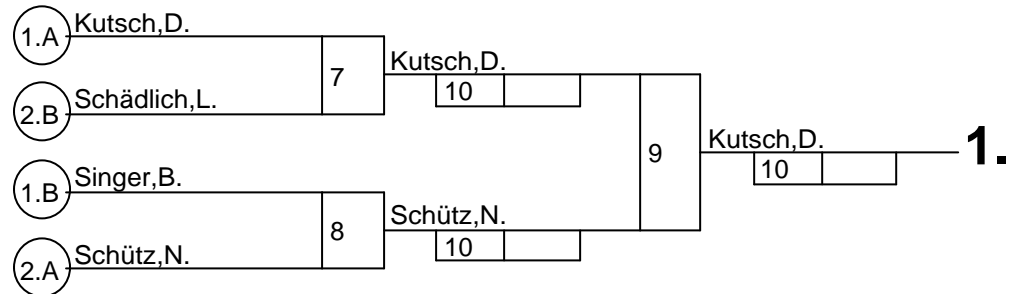 1.A Kutsch,D.
7 Kutsch,D.
10
2.B Schädlich,L.
9 Kutsch,D. 1.
10
1.B Singer,B.
8 Schütz,N.
10
2.A Schütz,N.